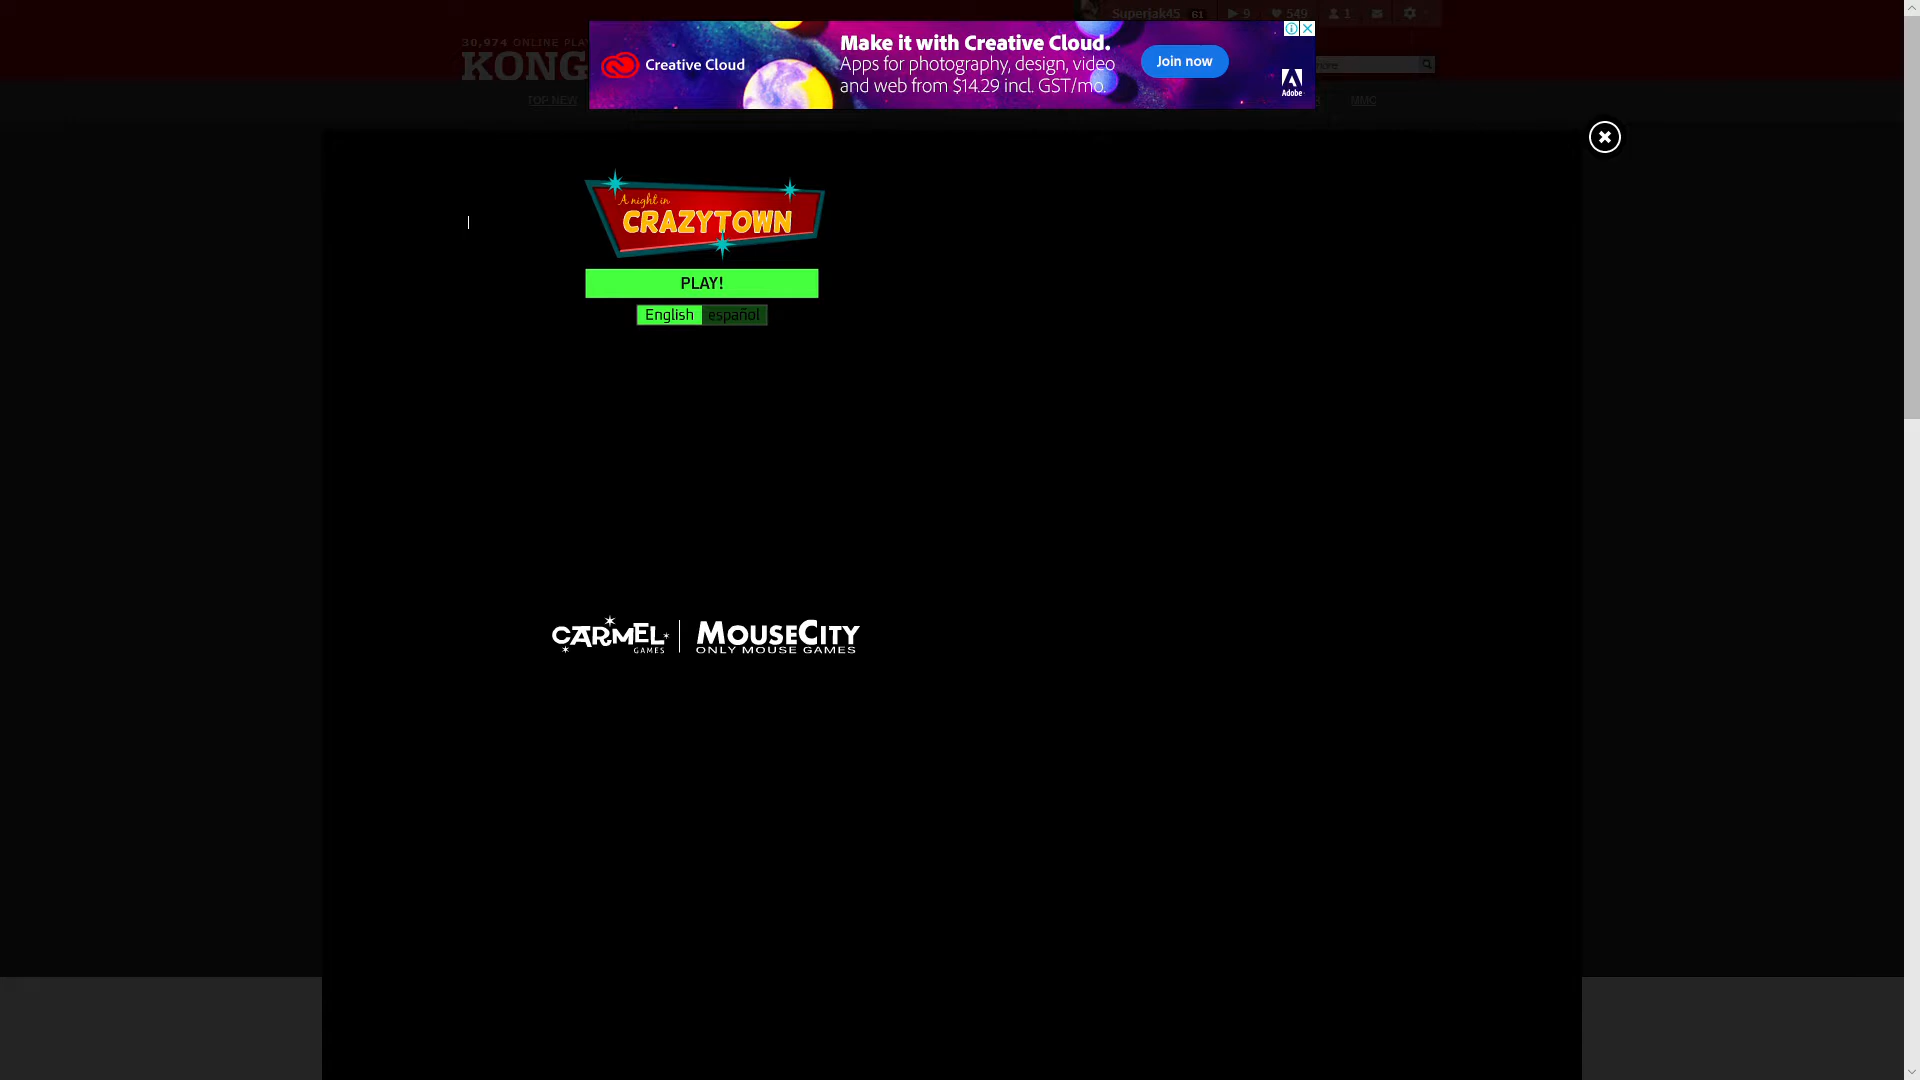 Superjak45 61 9 549 1
30,974 ONLINE PLA
KONG
Make it with Creative Cloud.
Creative Cloud
Apps for photography, design, video
and web from $14.29 incl. GST/mo.
Join now
Adobe
TOP NEW
MMC
A night in
CRAZYTOWN
PLAY!
English español
CARMEL GAMES
MOUSECITY
ONLY MOUSE GAMES